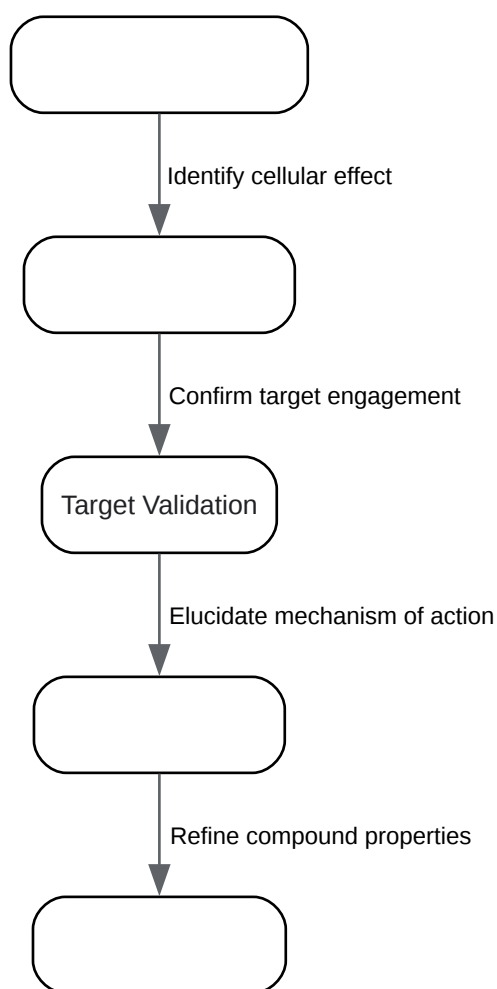 Identify cellular effect
Confirm target engagement
Target Validation
Elucidate mechanism of action
Refine compound properties